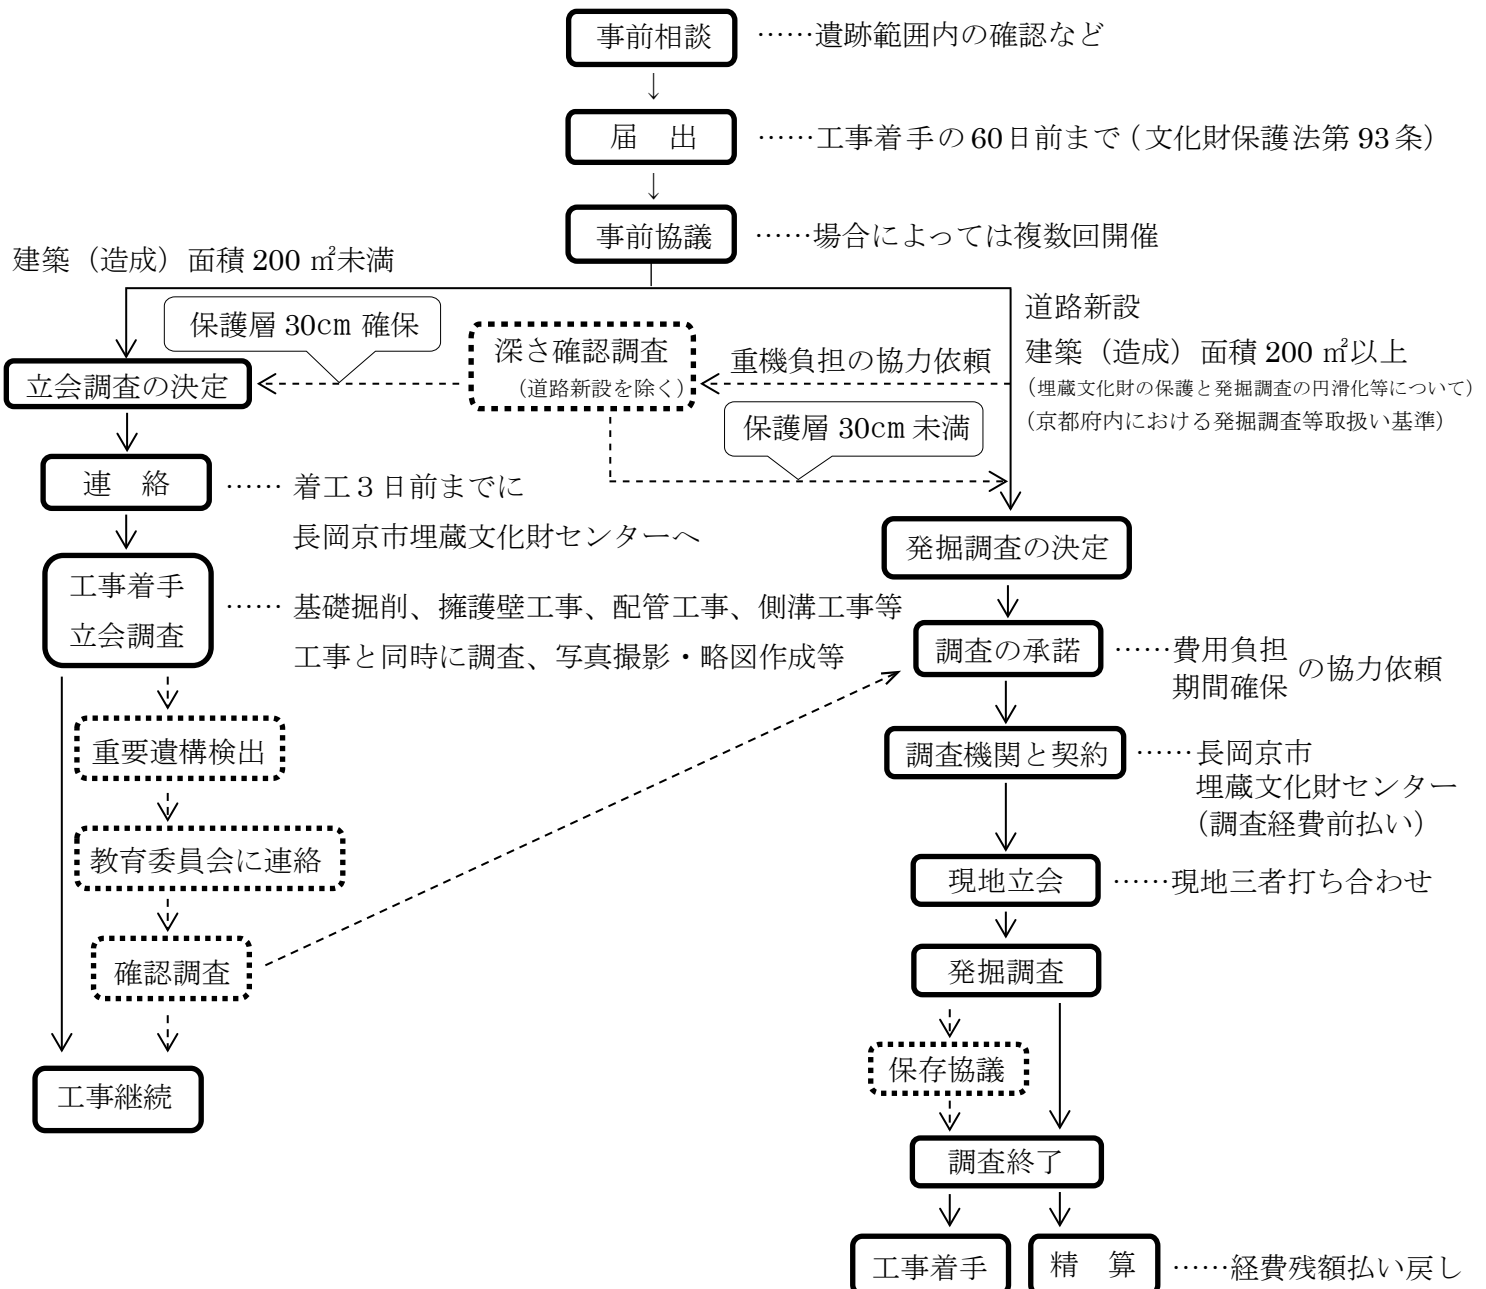 事前相談 ……遺跡範囲内の確認など
↓
届　出 ……工事着手の60日前まで（文化財保護法第93条）
↓
事前協議 ……場合によっては複数回開催
建築（造成）面積200㎡未満
保護層30cm確保
深さ確認調査
（道路新設を除く）
重機負担の協力依頼
道路新設
建築（造成）面積200㎡以上
（埋蔵文化財の保護と発掘調査の円滑化等について）
（京都府内における発掘調査等取扱い基準）
保護層30cm未満
立会調査の決定
連　絡 ……着工３日前までに
長岡京市埋蔵文化財センターへ
工事着手
立会調査
……基礎掘削、擁護壁工事、配管工事、側溝工事等
工事と同時に調査、写真撮影・略図作成等
重要遺構検出
教育委員会に連絡
確認調査
工事継続
発掘調査の決定
調査の承諾 ……費用負担
期間確保
の協力依頼
調査機関と契約 ……長岡京市
埋蔵文化財センター
（調査経費前払い）
現地立会 ……現地三者打ち合わせ
発掘調査
保存協議
調査終了
工事着手
精　算 ……経費残額払い戻し